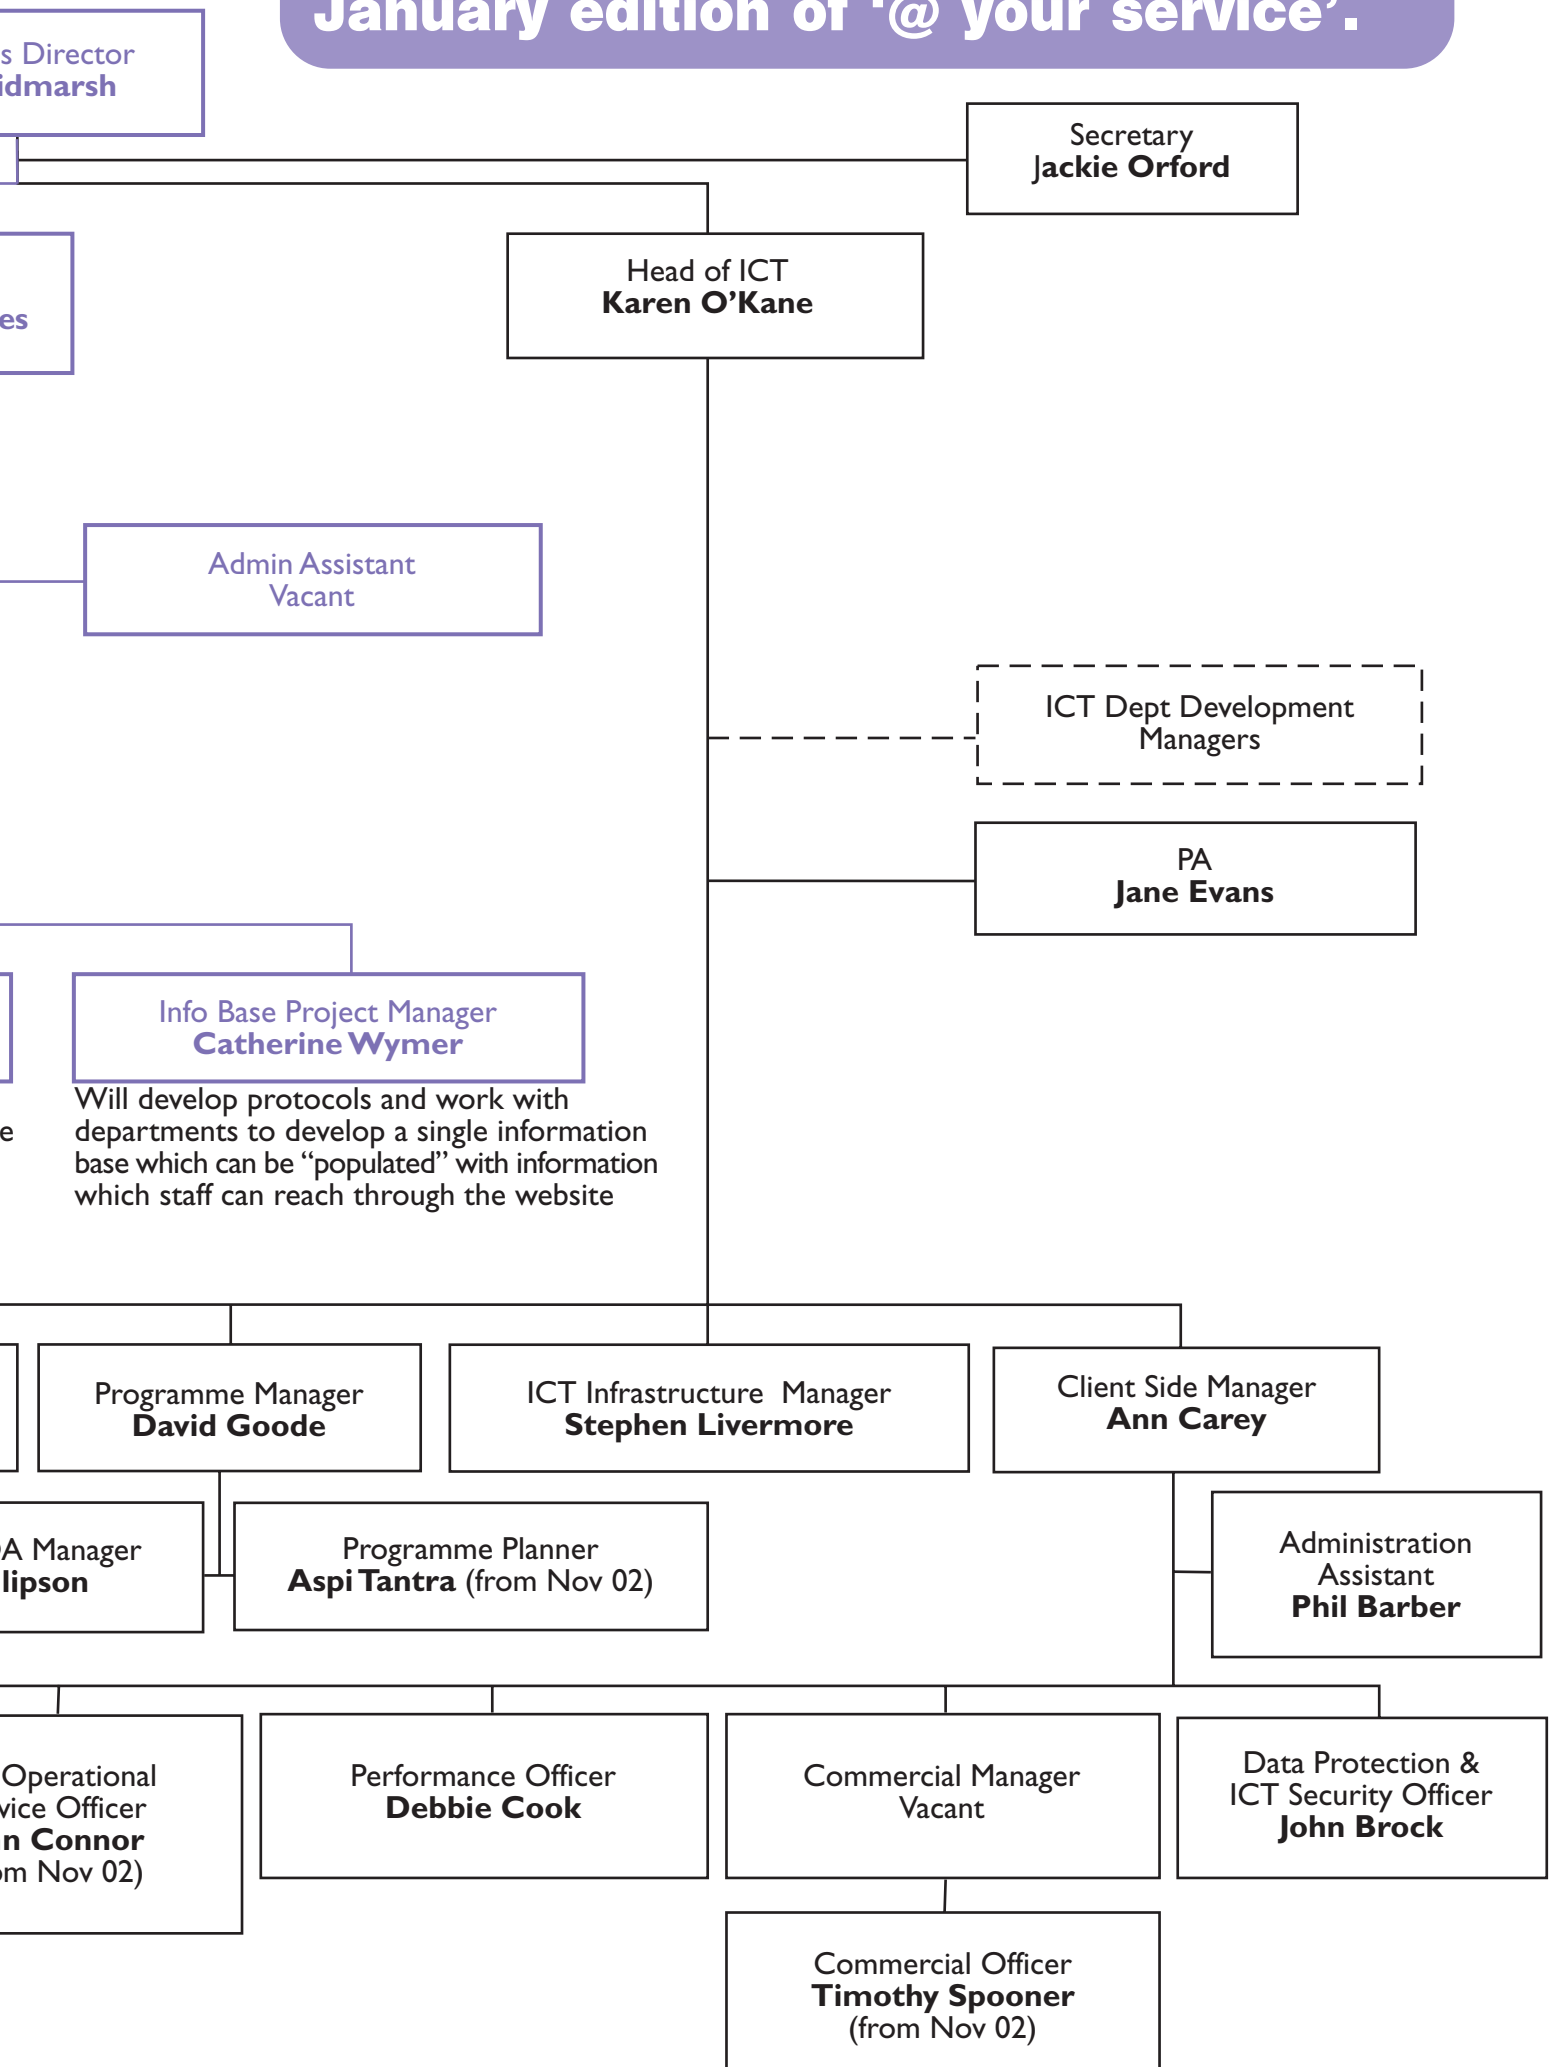 January edition of ‘@ your service’.
s Director
idmarsh
Secretary
Jackie Orford
Head of ICT
Karen O’Kane
es
Admin Assistant
Vacant
ICT Dept Development
Managers
PA
Jane Evans
Info Base Project Manager
Catherine Wymer
Will develop protocols and work with
departments to develop a single information
base which can be “populated” with information
which staff can reach through the website
e
Programme Manager
David Goode
ICT Infrastructure Manager
Stephen Livermore
Client Side Manager
Ann Carey
A Manager
lipson
Programme Planner
Aspi Tantra (from Nov 02)
Administration
Assistant
Phil Barber
Operational
vice Officer
n Connor
om Nov 02)
Performance Officer
Debbie Cook
Commercial Manager
Vacant
Data Protection &
ICT Security Officer
John Brock
Commercial Officer
Timothy Spooner
(from Nov 02)